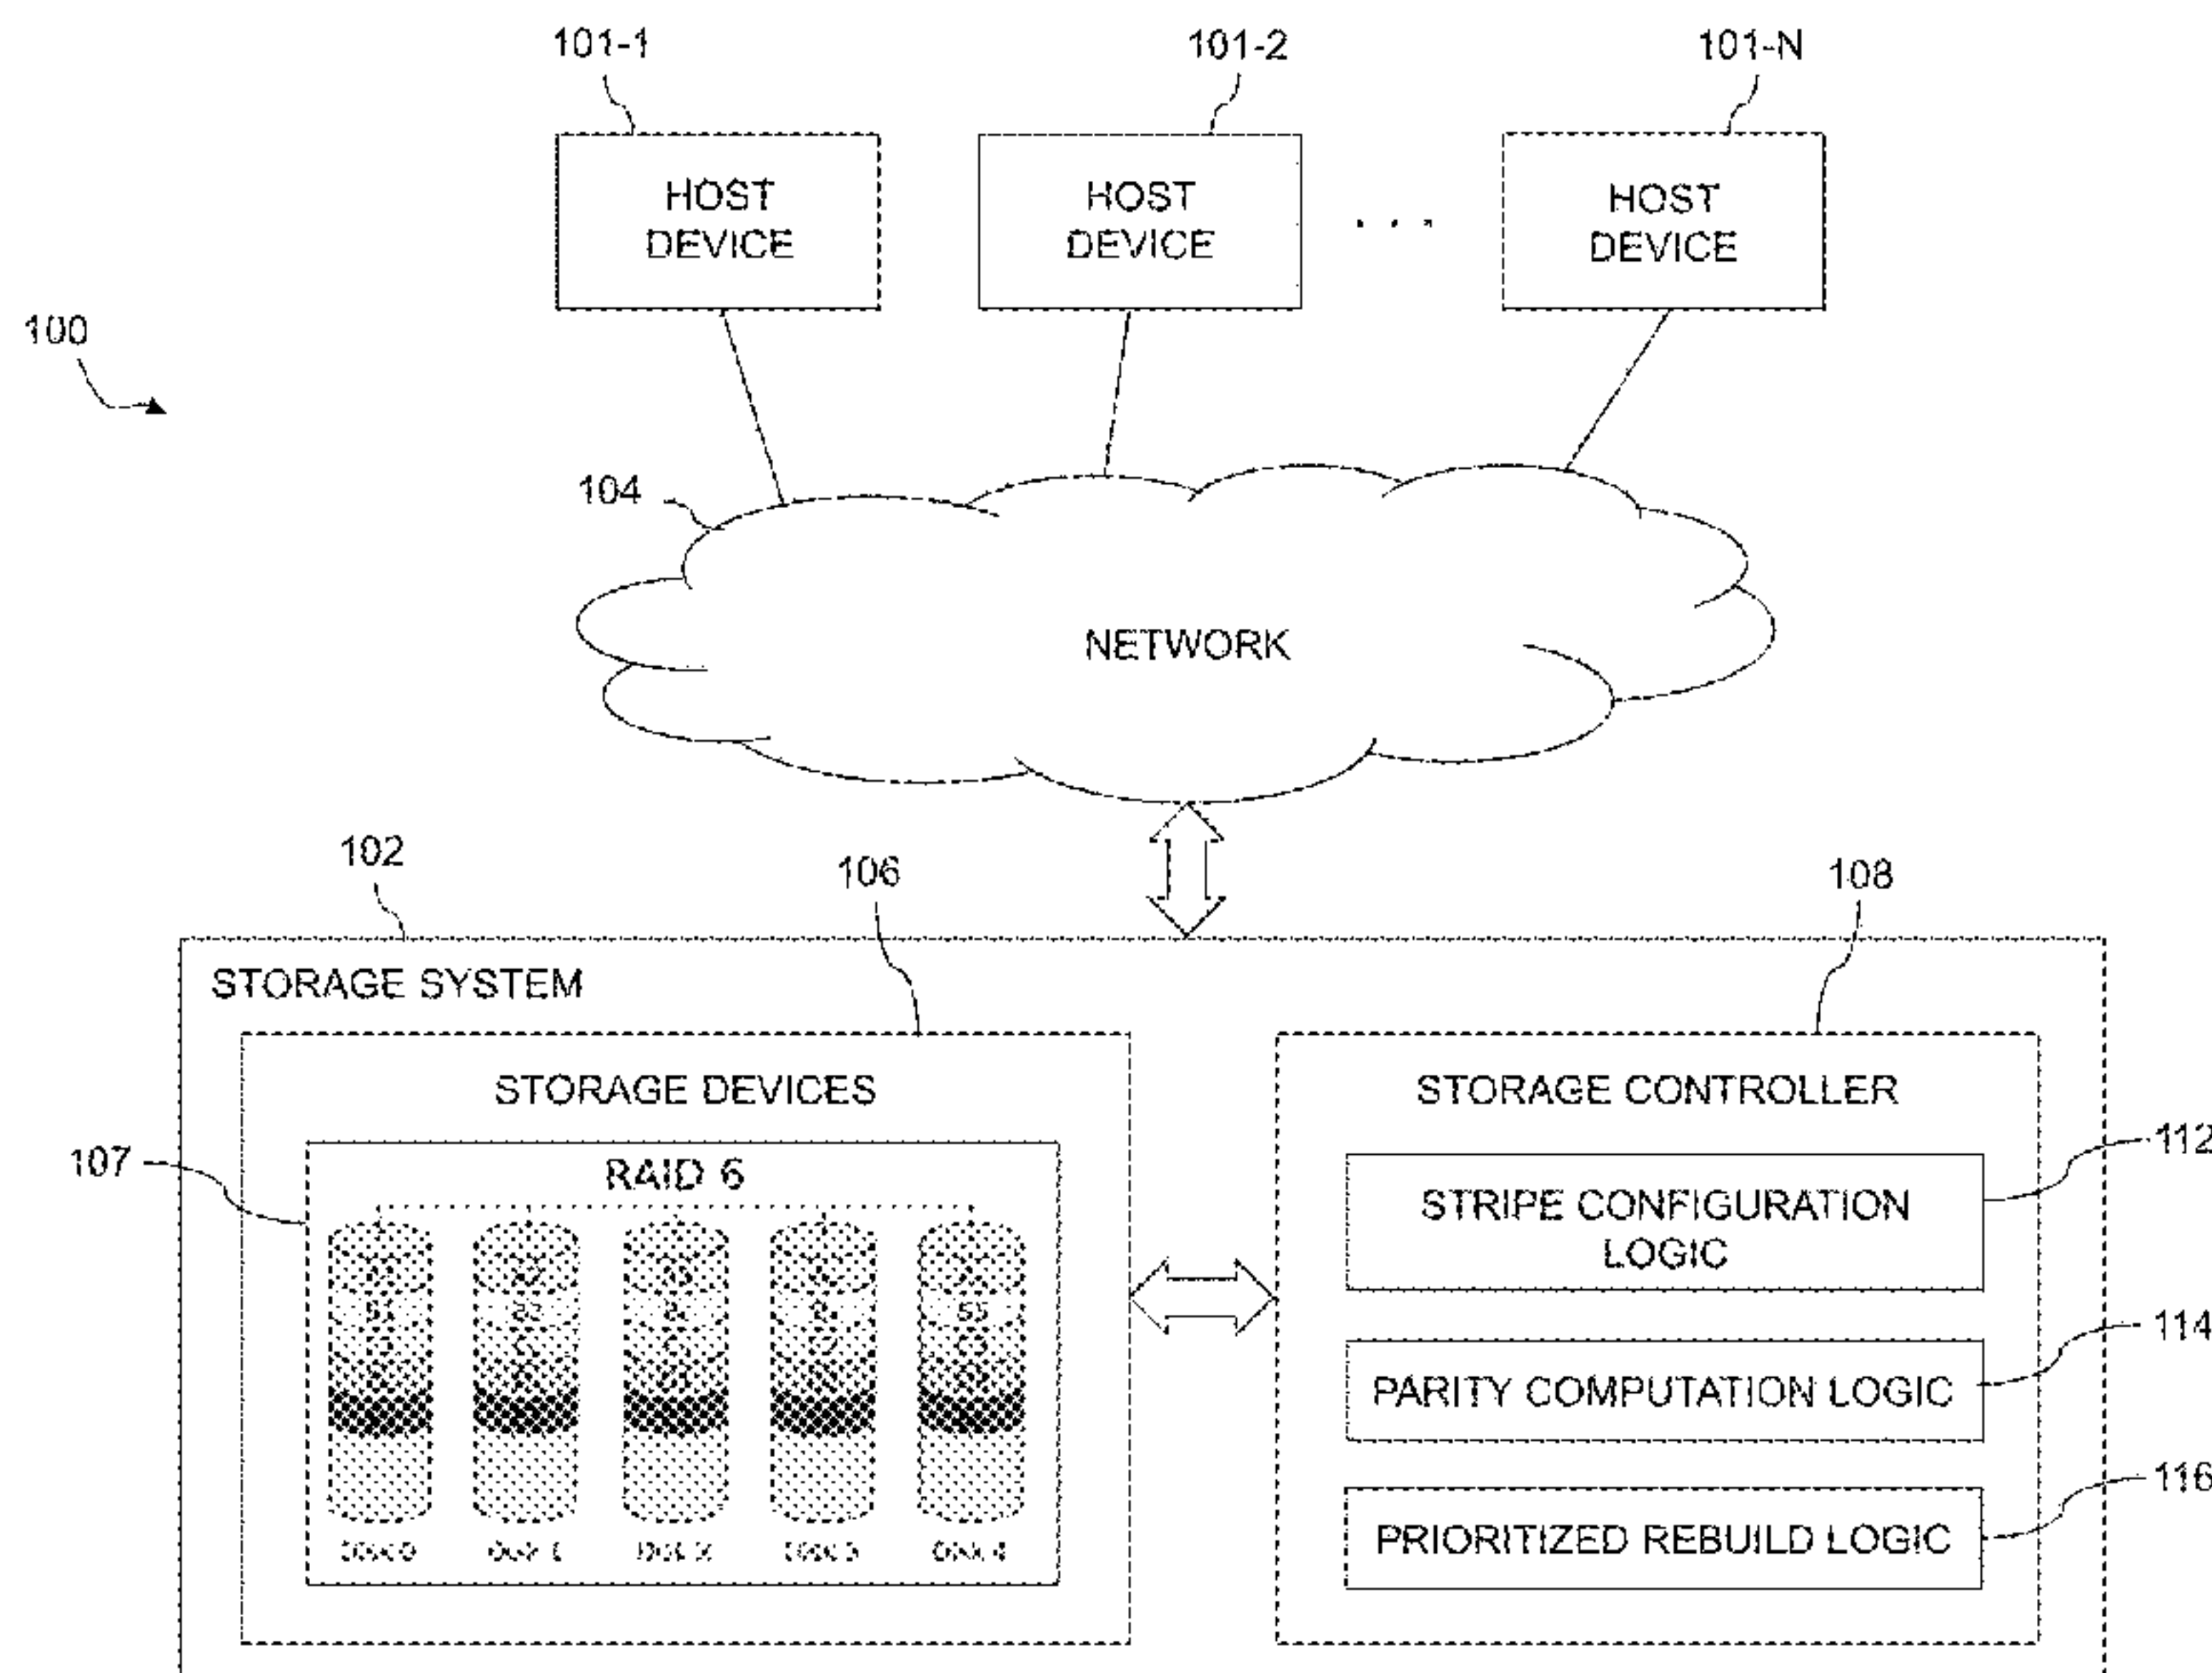 101-1
101-2
101-N
HOST
DEVICE
HOST
DEVICE
. . .
HOST
DEVICE
100
104
NETWORK
102
106
108
STORAGE SYSTEM
STORAGE DEVICES
STORAGE CONTROLLER
107
RAID 6
112
STRIPE CONFIGURATION
LOGIC
114
PARITY COMPUTATION LOGIC
116
PRIORITIZED REBUILD LOGIC